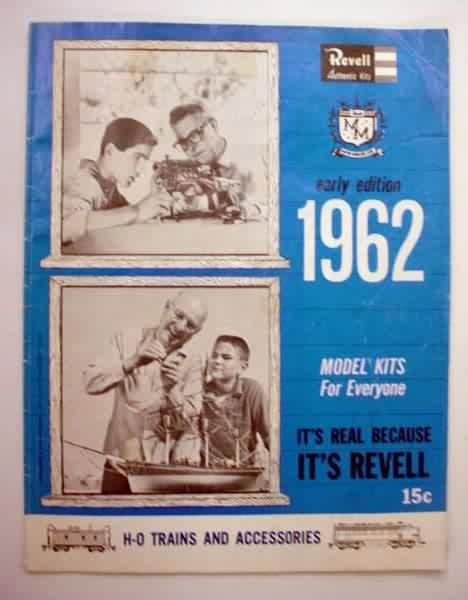 Revell
Authentic Kits
MM
early edition
1962
MODEL KITS
For Everyone
IT'S REAL BECAUSE
IT'S REVELL
15c
H-O TRAINS AND ACCESSORIES